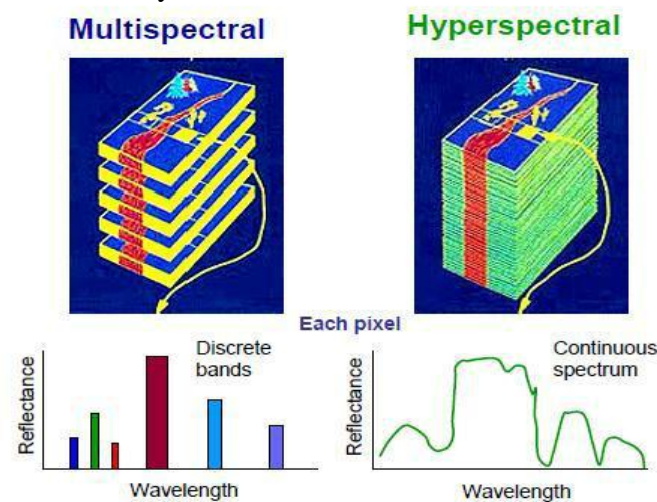 Multispectral
Hyperspectral
Each pixel
Reflectance
Discrete
bands
Wavelength
Reflectance
Continuous
spectrum
Wavelength